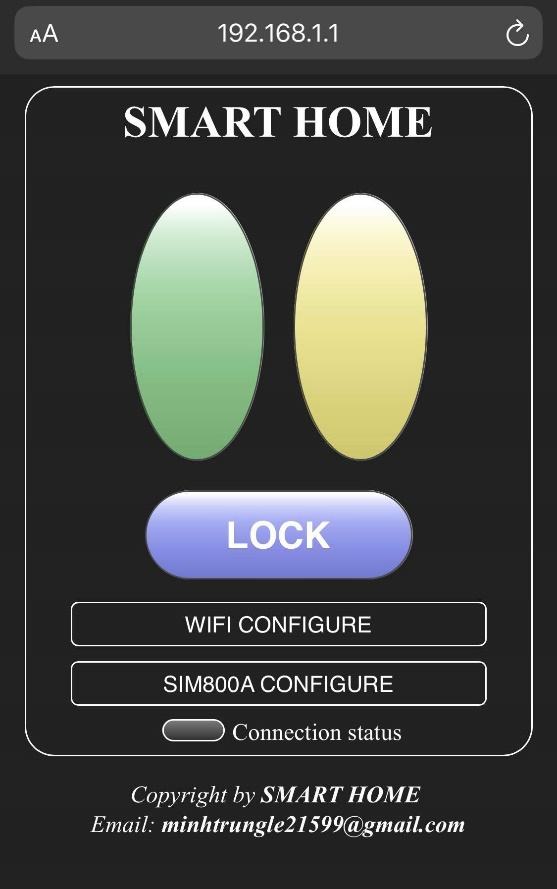 AA
192.168.1.1
SMART HOME
LOCK
WIFI CONFIGURE
SIM800A CONFIGURE
Connection status
Copyright by SMART HOME
Email: minhtrungle21599@gmail.com